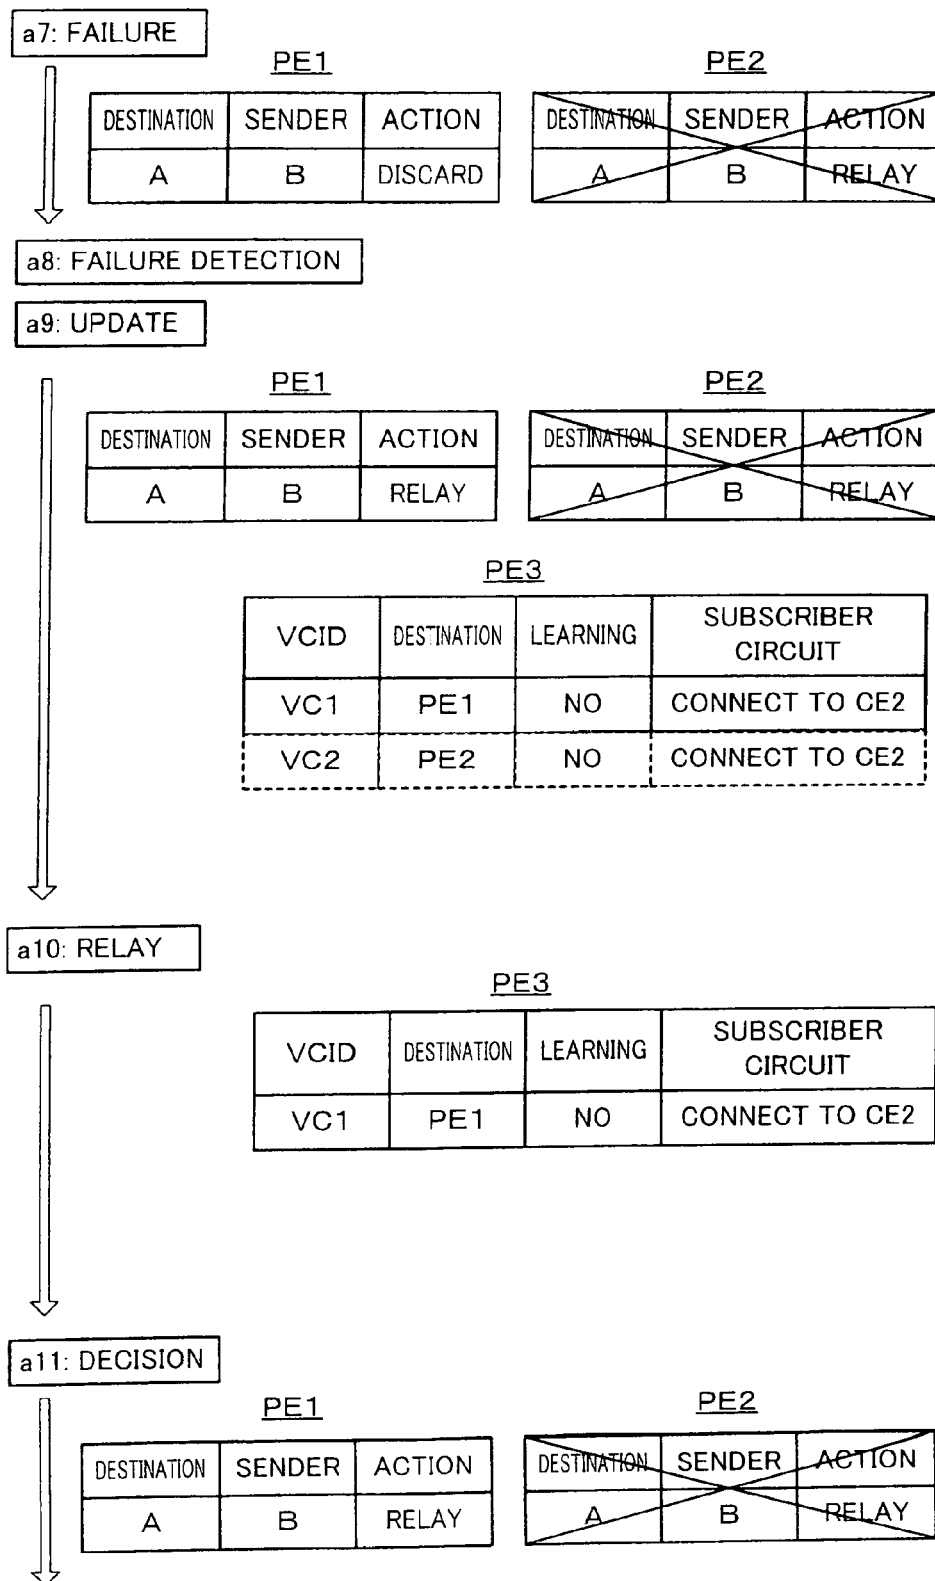 a7: FAILURE
PE1
PE2
DESTINATION SENDER ACTION
A B DISCARD
DESTINATION SENDER ACTION
A B RELAY
a8: FAILURE DETECTION
a9: UPDATE
PE1
PE2
DESTINATION SENDER ACTION
A B RELAY
DESTINATION SENDER ACTION
A B RELAY
PE3
VCID DESTINATION LEARNING SUBSCRIBER
CIRCUIT
VC1 PE1 NO CONNECT TO CE2
VC2 PE2 NO CONNECT TO CE2
a10: RELAY
PE3
VCID DESTINATION LEARNING SUBSCRIBER
CIRCUIT
VC1 PE1 NO CONNECT TO CE2
a11: DECISION
PE1
PE2
DESTINATION SENDER ACTION
A B RELAY
DESTINATION SENDER ACTION
A B RELAY